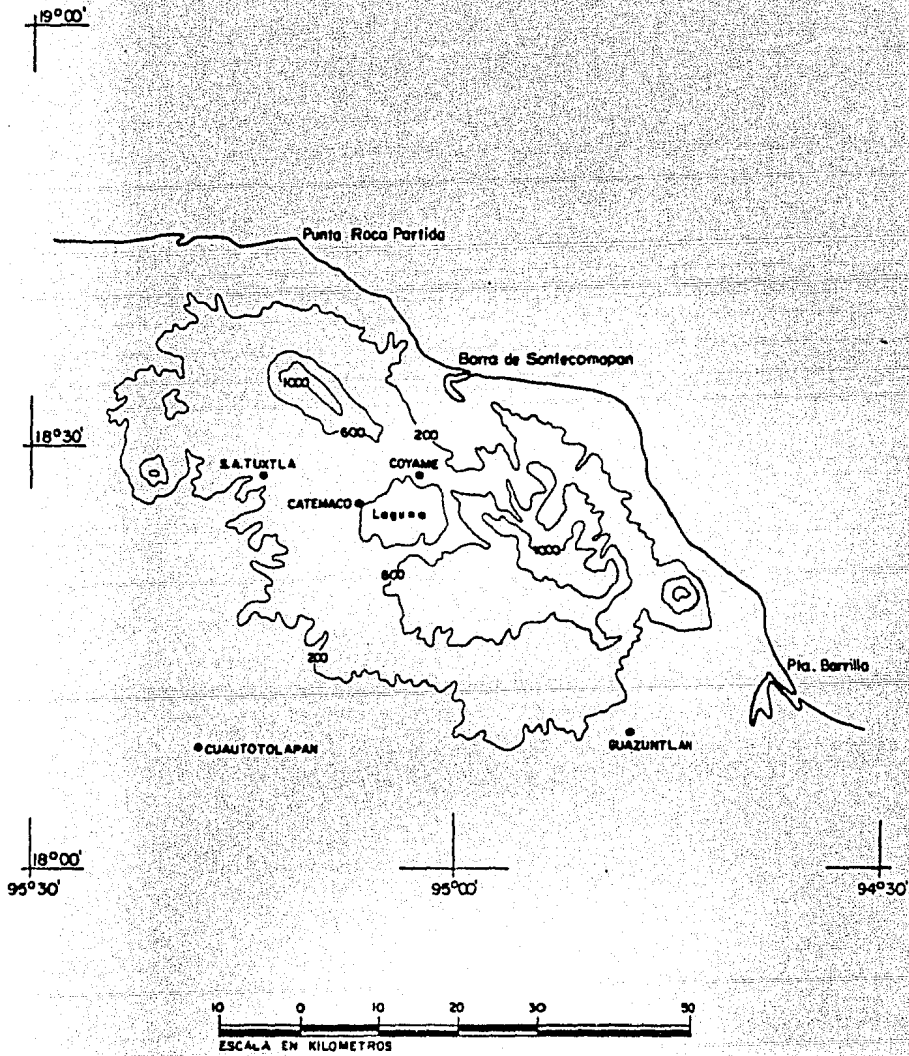 19°00'
Punta Roca Partida
Barra de Sontecomapan
1000
18°30'
600
200
S.A.TUXTLA
COYAME
CATEMACO
Laguna
1000
600
200
Pta. Barrilla
CUAUTOTOLAPAN
GUAZUNTLAN
18°00'
95°30'
95°00'
94°30'
10 0 10 20 30 50
ESCALA EN KILOMETROS